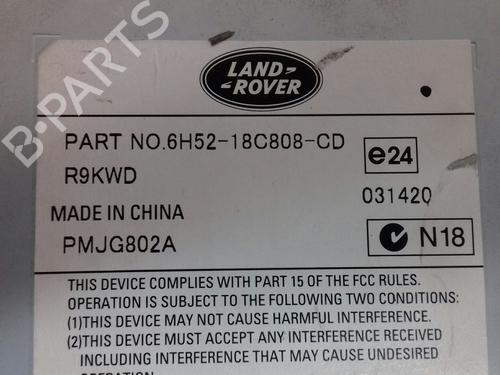 B-PARTS
LAND-
-ROVER
PART NO.6H52-18C808-CD
e24
R9KWD
031420
MADE IN CHINA
PMJG802A
N18
THIS DEVICE COMPLIES WITH PART 15 OF THE FCC RULES.
OPERATION IS SUBJECT TO THE FOLLOWING TWO CONDITIONS:
(1)THIS DEVICE MAY NOT CAUSE HARMFUL INTERFERENCE.
(2)THIS DEVICE MUST ACCEPT ANY INTERFERENCE RECEIVED
INCLUDING INTERFERENCE THAT MAY CAUSE UNDESIRED
OPERATION.